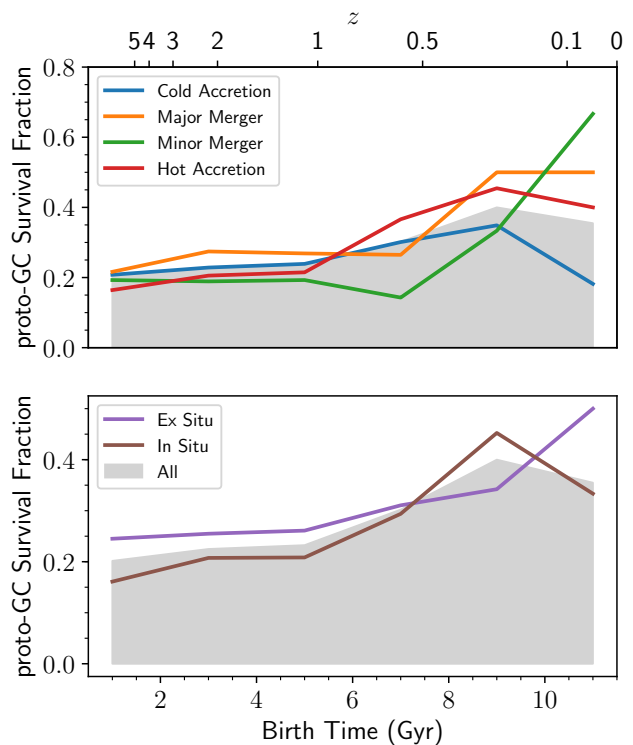 z
5 4 3 2 1 0.5 0.1 0
0.8
Cold Accretion
Major Merger
Minor Merger
Hot Accretion
0.6
0.4
0.2
0.0
proto-GC Survival Fraction
Ex Situ
In Situ
All
0.4
0.2
0.0
proto-GC Survival Fraction
2 4 6 8 10
Birth Time (Gyr)